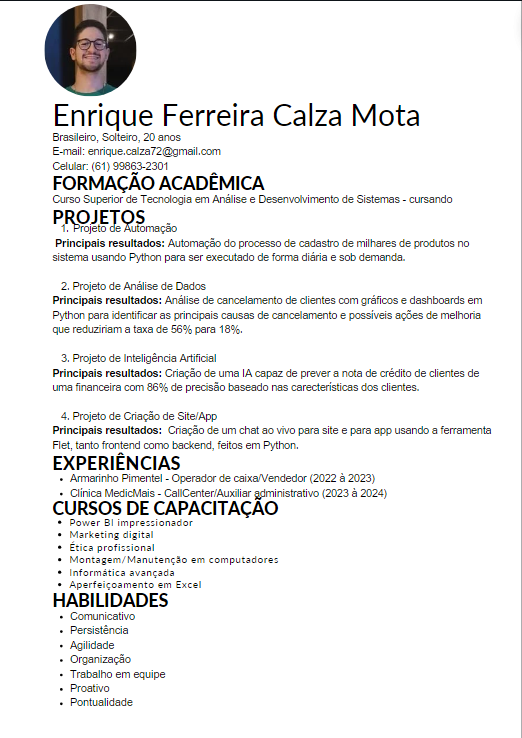 Enrique Ferreira Calza Mota
Brasileiro, Solteiro, 20 anos
E-mail: enrique.calza72@gmail.com
Celular: (61) 99863-2301
FORMAÇÃO ACADÊMICA
Curso Superior de Tecnologia em Análise e Desenvolvimento de Sistemas - cursando
PROJETOS
1. Projeto de Automação
Principais resultados: Automação do processo de cadastro de milhares de produtos no
sistema usando Python para ser executado de forma diária e sob demanda.
2. Projeto de Análise de Dados
Principais resultados: Análise de cancelamento de clientes com gráficos e dashboards em
Python para identificar as principais causas de cancelamento e possíveis ações de melhoria
que reduziriam a taxa de 56% para 18%.
3. Projeto de Inteligência Artificial
Principais resultados: Criação de uma IA capaz de prever a nota de crédito de clientes de
uma financeira com 86% de precisão baseado nas carecterísticas dos clientes.
4. Projeto de Criação de Site/App
Principais resultados: Criação de um chat ao vivo para site e para app usando a ferramenta
Flet, tanto frontend como backend, feitos em Python.
EXPERIÊNCIAS
• Armarinho Pimentel - Operador de caixa/Vendedor (2022 à 2023)
• Clínica MedicMais - CallCenter/Auxiliar administrativo (2023 à 2024)
CURSOS DE CAPACITAÇÃO
• Power BI impressionador
• Marketing digital
• Ética profissional
• Montagem/Manutenção em computadores
• Informática avançada
• Aperfeiçoamento em Excel
HABILIDADES
• Comunicativo
• Persistência
• Agilidade
• Organização
• Trabalho em equipe
• Proativo
• Pontualidade